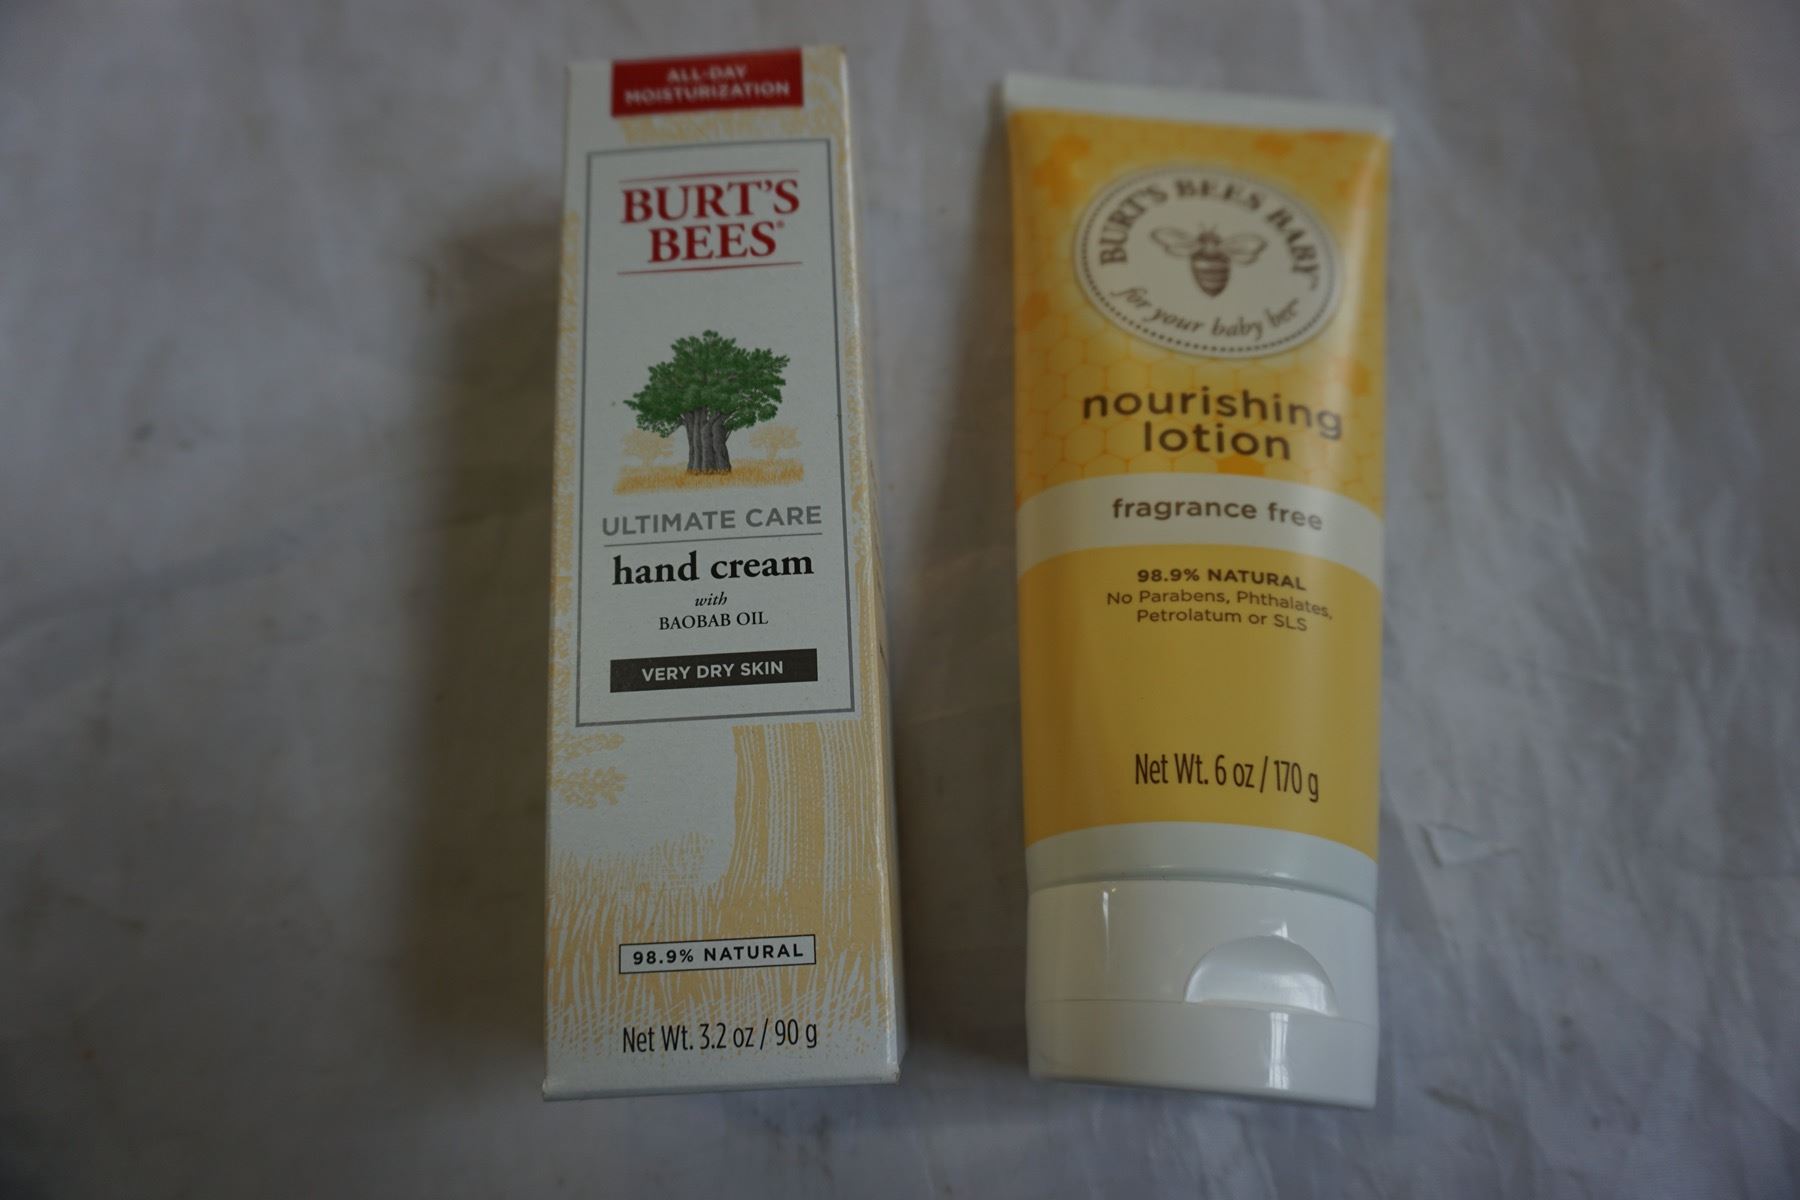 ALL-DAY
MOISTURIZATION
BURT'S
BEES®
ULTIMATE CARE
hand cream
with
BAOBAB OIL
VERY DRY SKIN
98.9% NATURAL
Net Wt. 3.2 oz / 90 g
BURT'S BEES BABY™
for your baby bee™
nourishing
lotion
fragrance free
98.9% NATURAL
No Parabens, Phthalates,
Petrolatum or SLS
Net Wt. 6 oz / 170 g